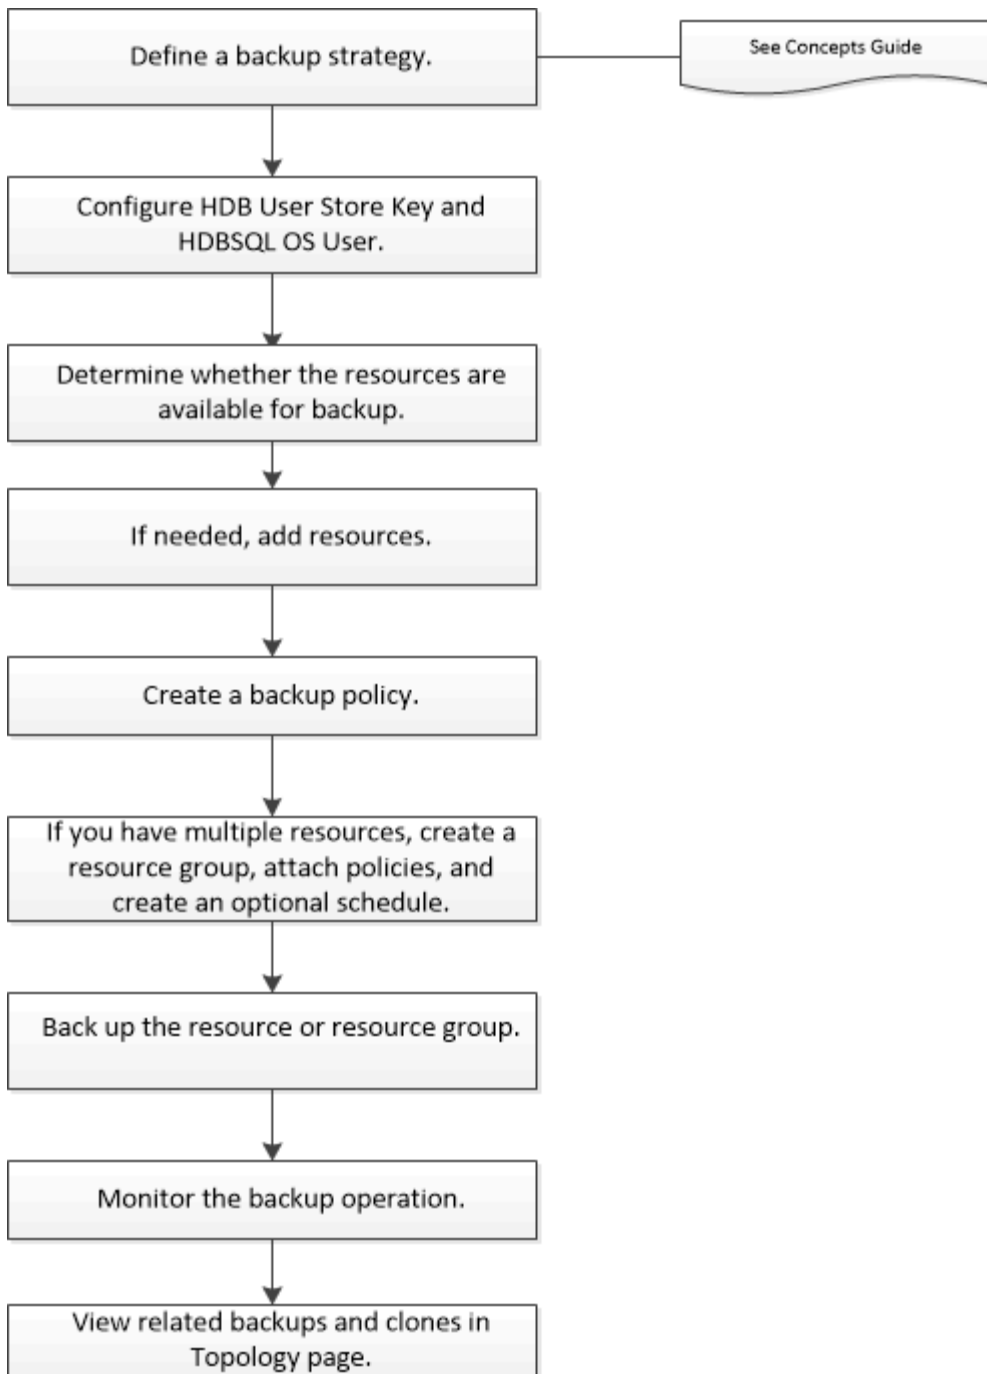 Define a backup strategy.
See Concepts Guide
Configure HDB User Store Key and
HDBSQL OS User.
Determine whether the resources are
available for backup.
If needed, add resources.
Create a backup policy.
If you have multiple resources, create a
resource group, attach policies, and
create an optional schedule.
Back up the resource or resource group.
Monitor the backup operation.
View related backups and clones in
Topology page.